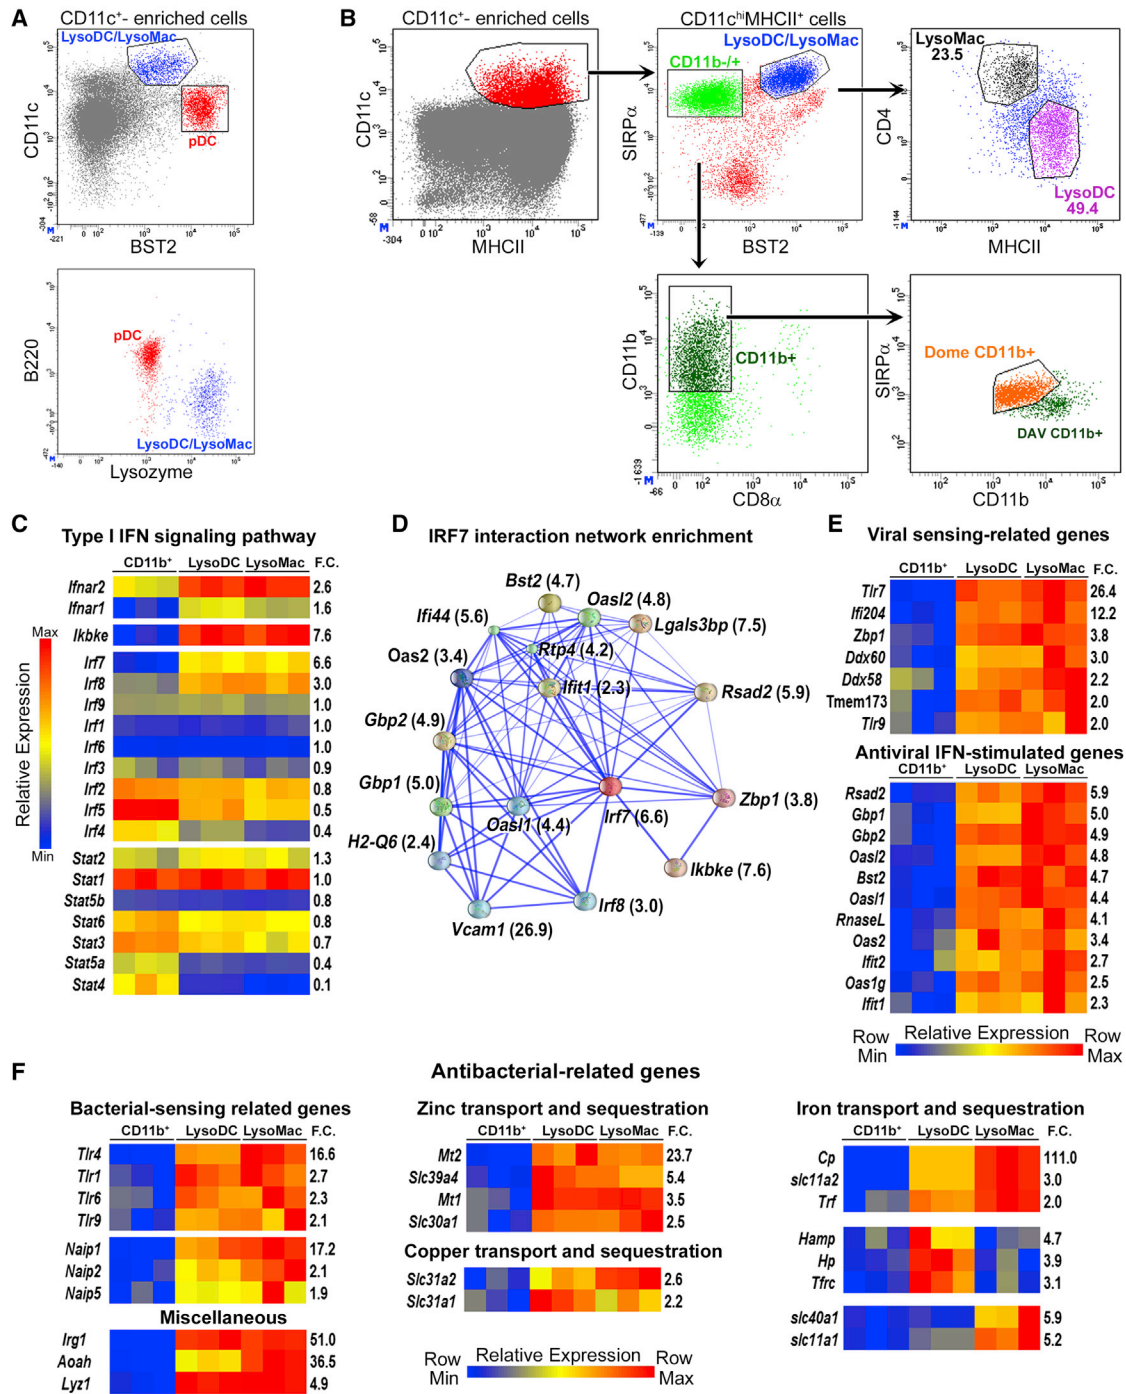 A
CD11c⁺- enriched cells
LysoDC/LysoMac
pDC
CD11c
BST2
pDC
LysoDC/LysoMac
B220
Lysozyme
B
CD11c⁺- enriched cells
CD11c
MHCII
CD11cʰⁱMHCII⁺ cells
LysoDC/LysoMac
CD11b-/+
SIRPα
BST2
LysoMac
23.5
LysoDC
49.4
CD4
MHCII
CD11b+
CD11b
CD8α
Dome CD11b+
DAV CD11b+
SIRPα
CD11b
C
Type I IFN signaling pathway
CD11b⁺ LysoDC LysoMac F.C.
Ifnar2 2.6
Ifnar1 1.6
Ikbke 7.6
Irf7 6.6
Irf8 3.0
Irf9 1.0
Irf1 1.0
Irf6 1.0
Irf3 0.9
Irf2 0.8
Irf5 0.5
Irf4 0.4
Stat2 1.3
Stat1 1.0
Stat5b 0.8
Stat6 0.8
Stat3 0.7
Stat5a 0.4
Stat4 0.1
Max
Relative Expression
Min
D
IRF7 interaction network enrichment
Bst2 (4.7)
Oasl2 (4.8)
Ifi44 (5.6)
Lgals3bp (7.5)
Rtp4 (4.2)
Oas2 (3.4)
Ifit1 (2.3)
Rsad2 (5.9)
Gbp2 (4.9)
Gbp1 (5.0)
Oasl1 (4.4)
Irf7 (6.6)
Zbp1 (3.8)
H2-Q6 (2.4)
Ikbke (7.6)
Irf8 (3.0)
Vcam1 (26.9)
E
Viral sensing-related genes
CD11b⁺ LysoDC LysoMac F.C.
Tlr7 26.4
Ifi204 12.2
Zbp1 3.8
Ddx60 3.0
Ddx58 2.2
Tmem173 2.0
Tlr9 2.0
Antiviral IFN-stimulated genes
CD11b⁺ LysoDC LysoMac
Rsad2 5.9
Gbp1 5.0
Gbp2 4.9
Oasl2 4.8
Bst2 4.7
Oasl1 4.4
RnaseL 4.1
Oas2 3.4
Ifit2 2.7
Oas1g 2.5
Ifit1 2.3
Row Min Relative Expression Row Max
F
Antibacterial-related genes
Bacterial-sensing related genes
CD11b⁺ LysoDC LysoMac F.C.
Tlr4 16.6
Tlr1 2.7
Tlr6 2.3
Tlr9 2.1
Naip1 17.2
Naip2 2.1
Naip5 1.9
Miscellaneous
Irg1 51.0
Aoah 36.5
Lyz1 4.9
Zinc transport and sequestration
CD11b⁺ LysoDC LysoMac F.C.
Mt2 23.7
Slc39a4 5.4
Mt1 3.5
Slc30a1 2.5
Copper transport and sequestration
Slc31a2 2.6
Slc31a1 2.2
Row Min Relative Expression Row Max
Iron transport and sequestration
CD11b⁺ LysoDC LysoMac F.C.
Cp 111.0
slc11a2 3.0
Trf 2.0
Hamp 4.7
Hp 3.9
Tfrc 3.1
slc40a1 5.9
slc11a1 5.2